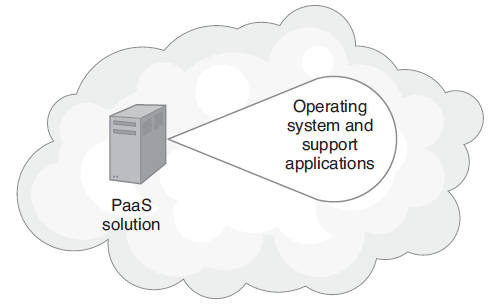 Operating
system and
support
applications
PaaS
solution